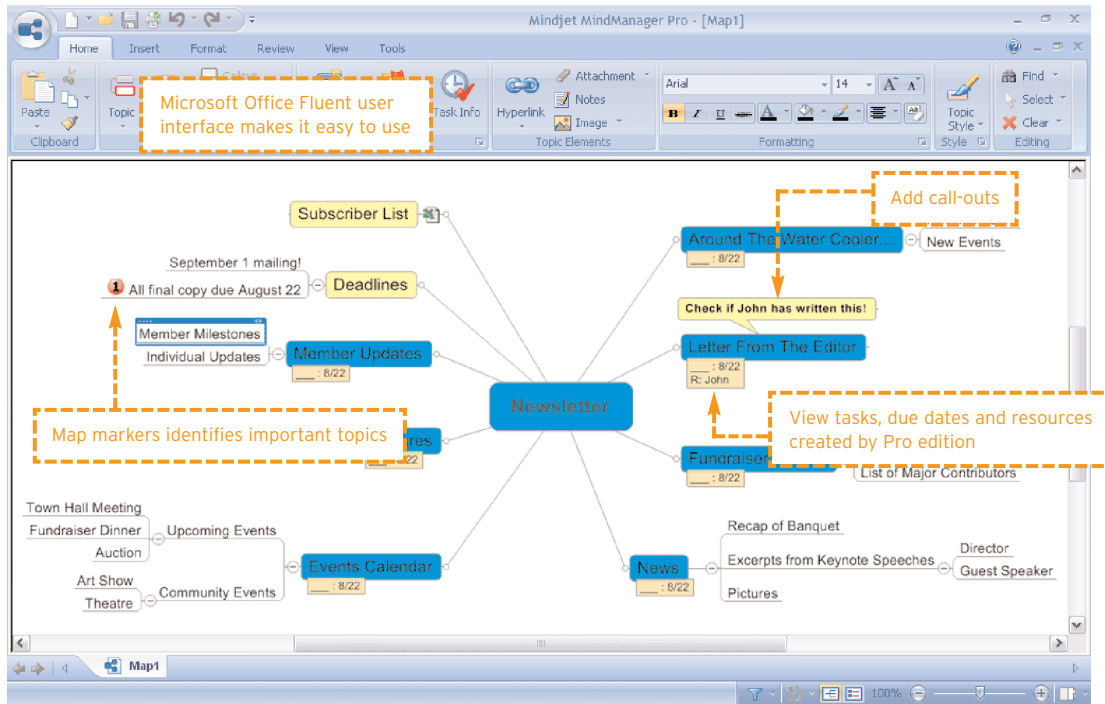 Mindjet MindManager Pro - [Map1]
Home Insert Format Review View Tools
Paste
Clipboard
Topic
Task Info
Microsoft Office Fluent user
interface makes it easy to use
Hyperlink
Attachment
Notes
Image
Topic Elements
Arial 14
B I U abc A
Formatting
Topic
Style
Style
Find
Select
Clear
Editing
Add call-outs
Subscriber List
September 1 mailing!
1 All final copy due August 22
Deadlines
Member Milestones
Individual Updates
Member Updates
___ : 8/22
Map markers identifies important topics
Town Hall Meeting
Fundraiser Dinner
Auction
Upcoming Events
Art Show
Theatre
Community Events
Events Calendar
___ : 8/22
Newsletter
Around The Water Cooler...
___ : 8/22
New Events
Check if John has written this!
Letter From The Editor
___ : 8/22
R: John
View tasks, due dates and resources
created by Pro edition
Fundraiser
___ : 8/22
List of Major Contributors
News
___ : 8/22
Recap of Banquet
Excerpts from Keynote Speeches
Director
Guest Speaker
Pictures
Map1
100%